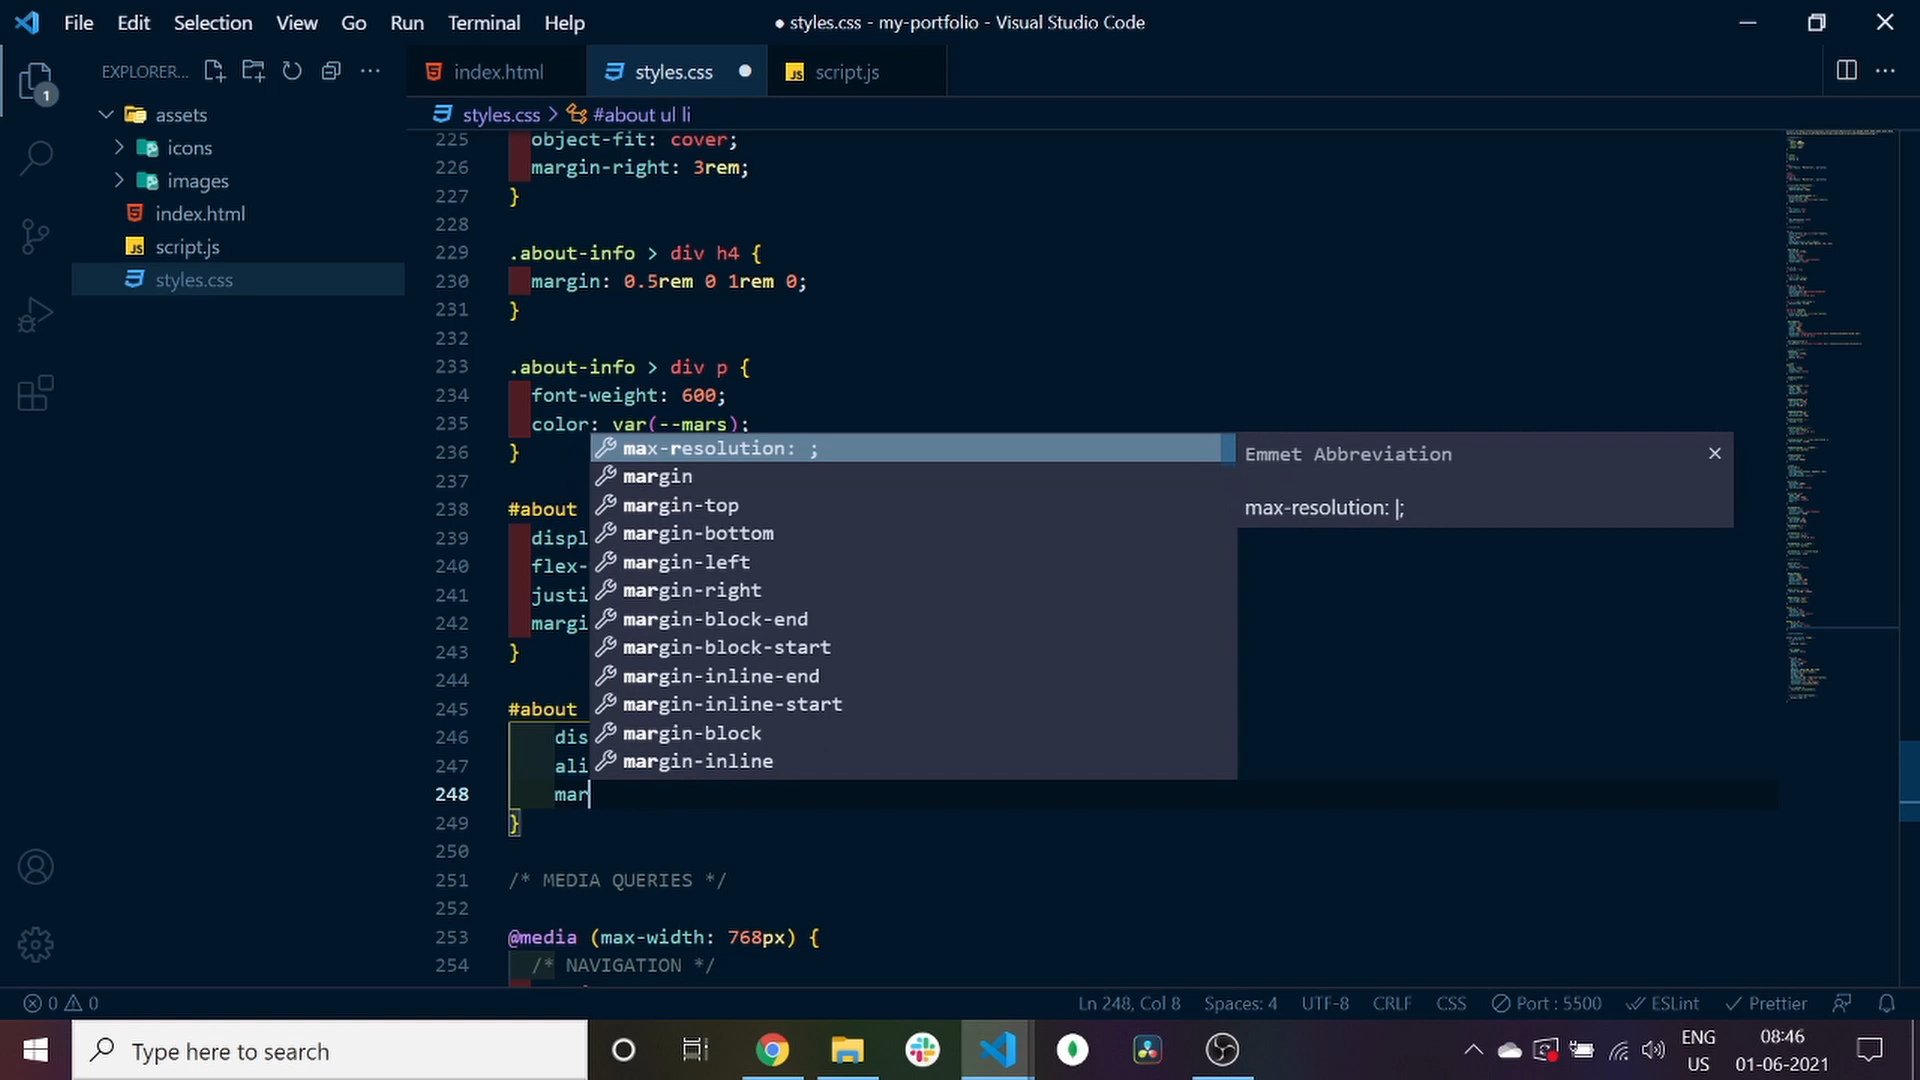 File Edit Selection View Go Run Terminal Help
● styles.css - my-portfolio - Visual Studio Code
EXPLORER...
index.html
styles.css
script.js
1
assets
icons
images
index.html
script.js
styles.css
styles.css > #about ul li
225 object-fit: cover;
226 margin-right: 3rem;
227 }
228
229 .about-info > div h4 {
230 margin: 0.5rem 0 1rem 0;
231 }
232
233 .about-info > div p {
234 font-weight: 600;
235 color: var(--mars);
236 }
237
238 #about
239 displ
240 flex-
241 justi
242 margi
243 }
244
245 #about
246 dis
247 ali
248 mar
249 }
250
251 /* MEDIA QUERIES */
252
253 @media (max-width: 768px) {
254 /* NAVIGATION */
max-resolution: ;
margin
margin-top
margin-bottom
margin-left
margin-right
margin-block-end
margin-block-start
margin-inline-end
margin-inline-start
margin-block
margin-inline
Emmet Abbreviation
max-resolution: |;
0 0
Ln 248, Col 8 Spaces: 4 UTF-8 CRLF CSS Port : 5500 ESLint Prettier
Type here to search
ENG
US
08:46
01-06-2021